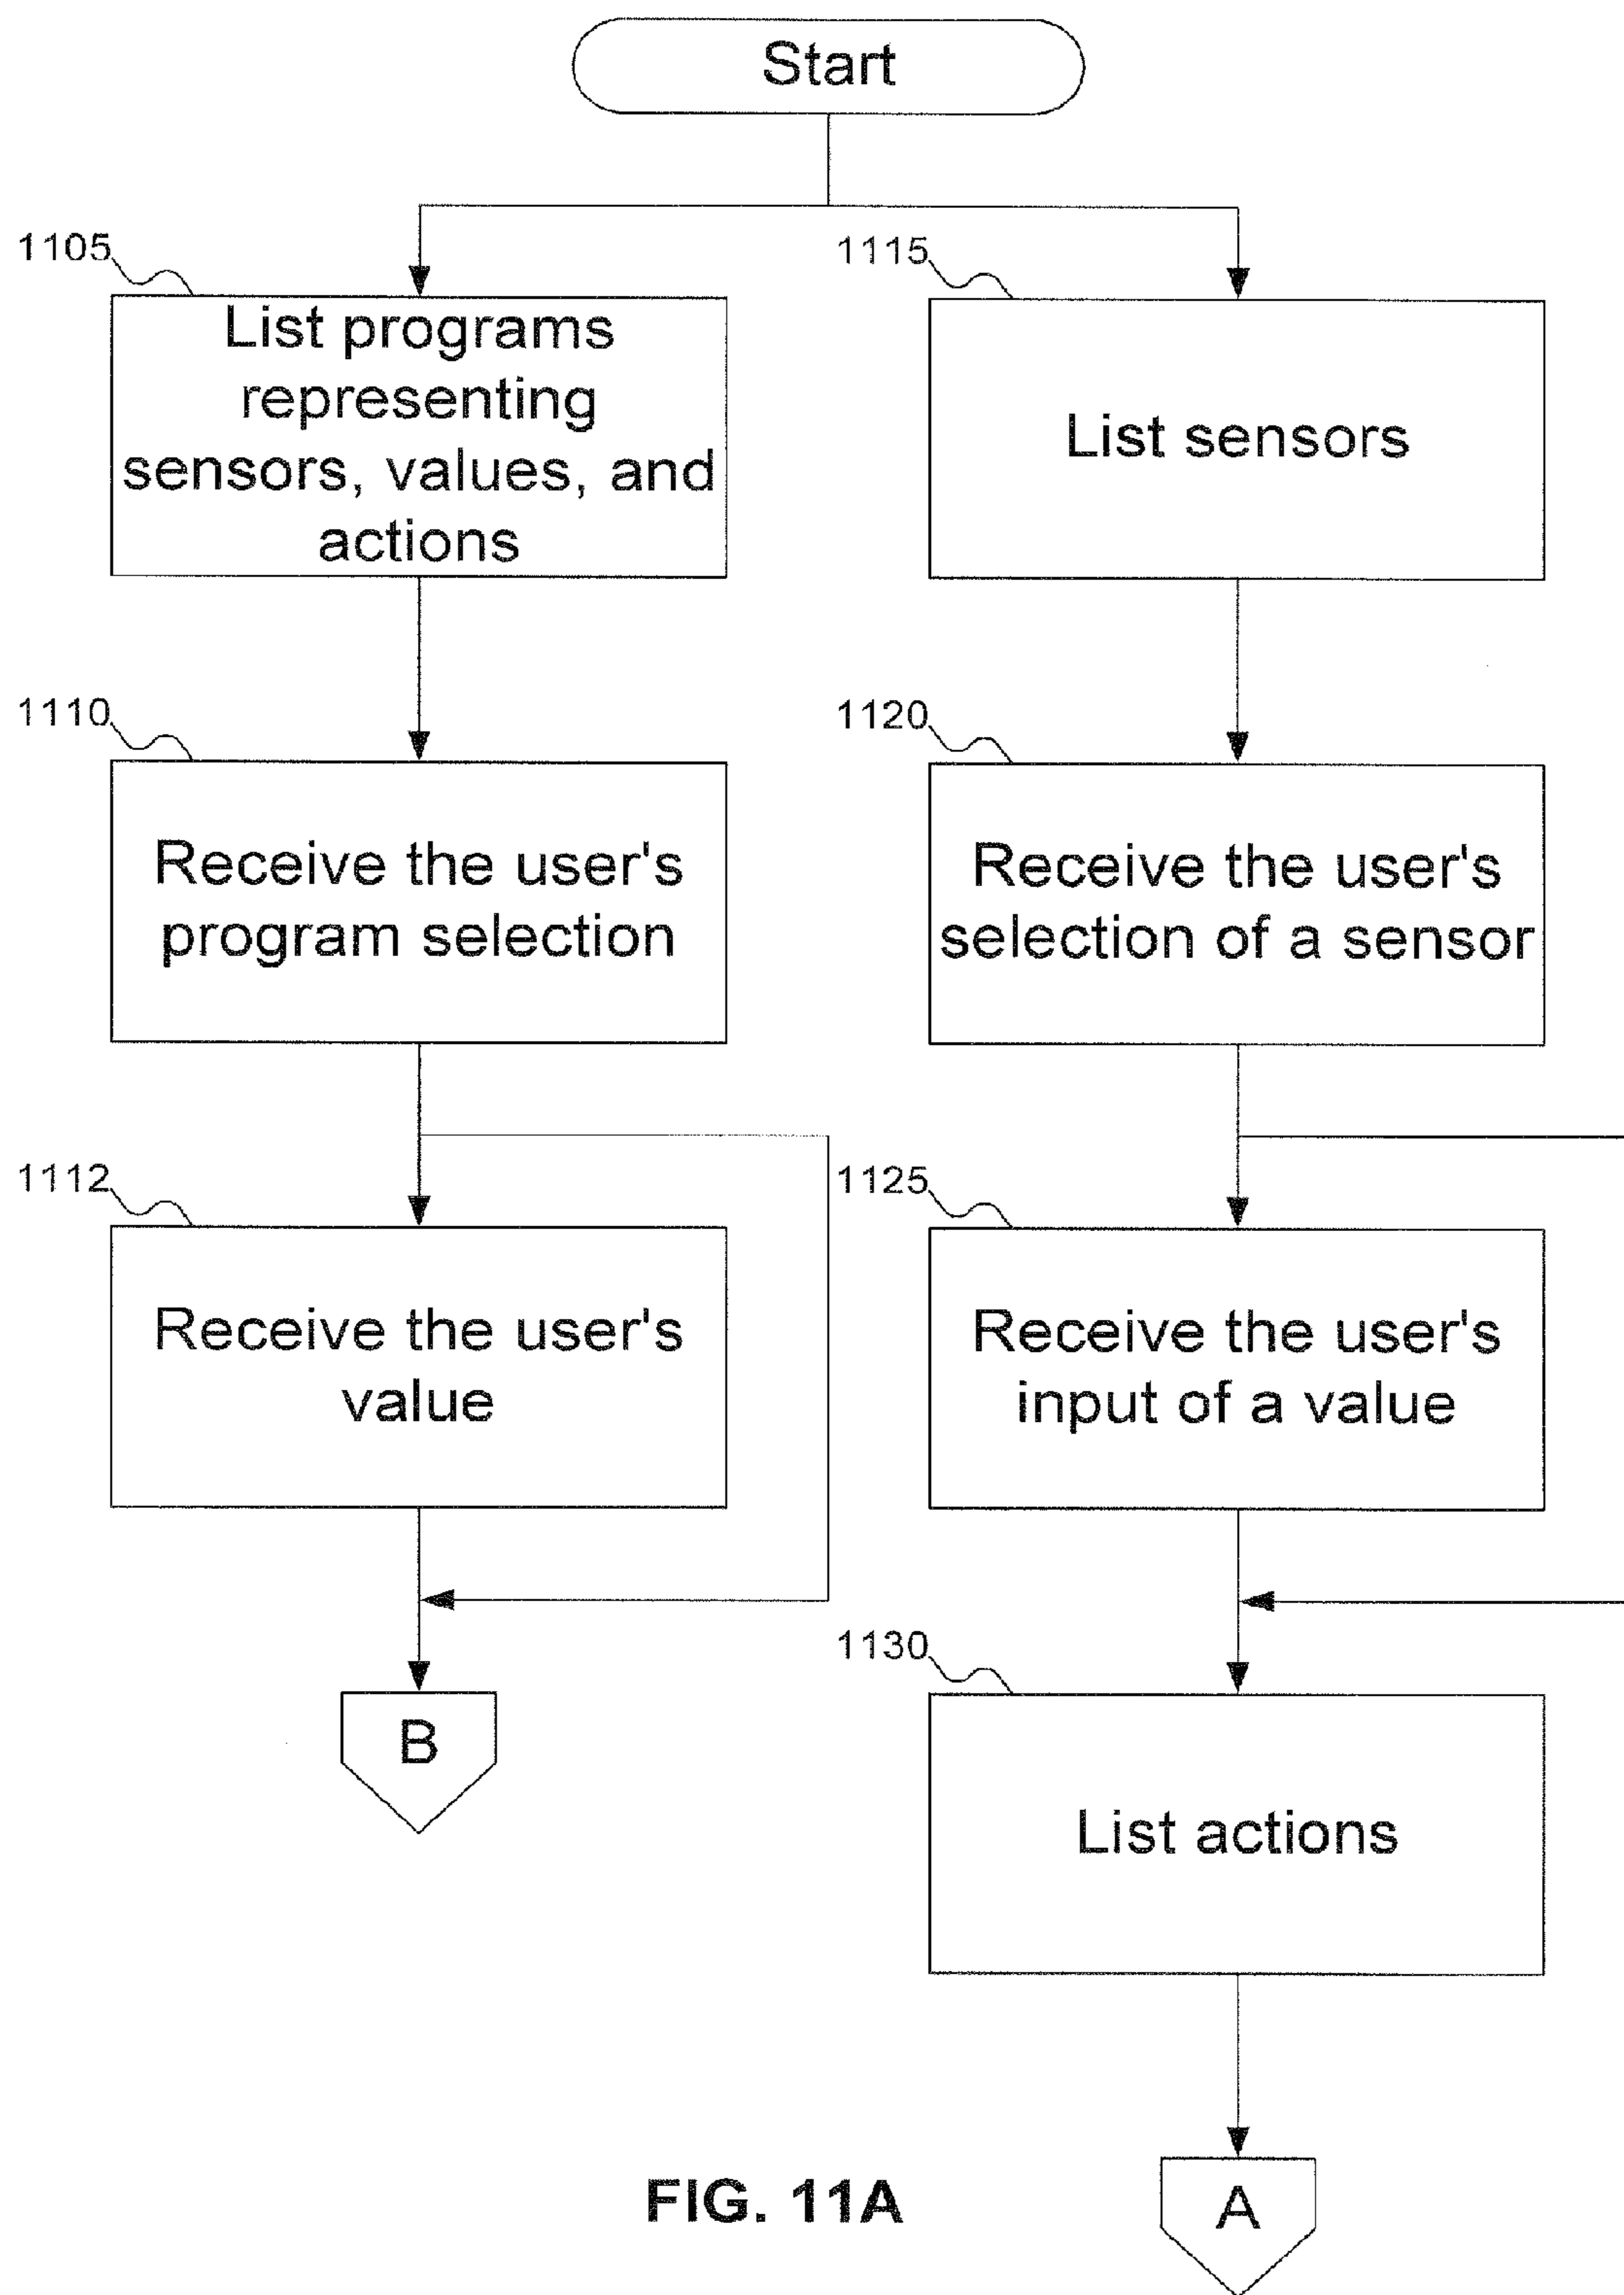 Start
1105
List programs
representing
sensors, values, and
actions
1115
List sensors
1110
Receive the user's
program selection
1120
Receive the user's
selection of a sensor
1112
Receive the user's
value
1125
Receive the user's
input of a value
B
1130
List actions
A
FIG. 11A